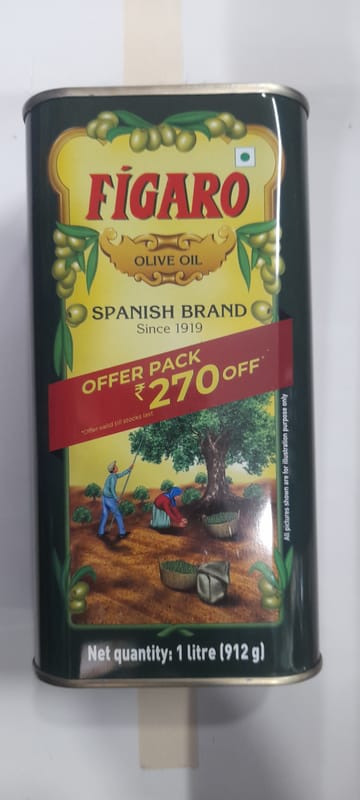 FÍGARO
OLIVE OIL
SPANISH BRAND
Since 1919
OFFER PACK
₹270 OFF*
*Offer valid till stocks last
All pictures shown are for illustration purpose only
Net quantity: 1 litre (912 g)